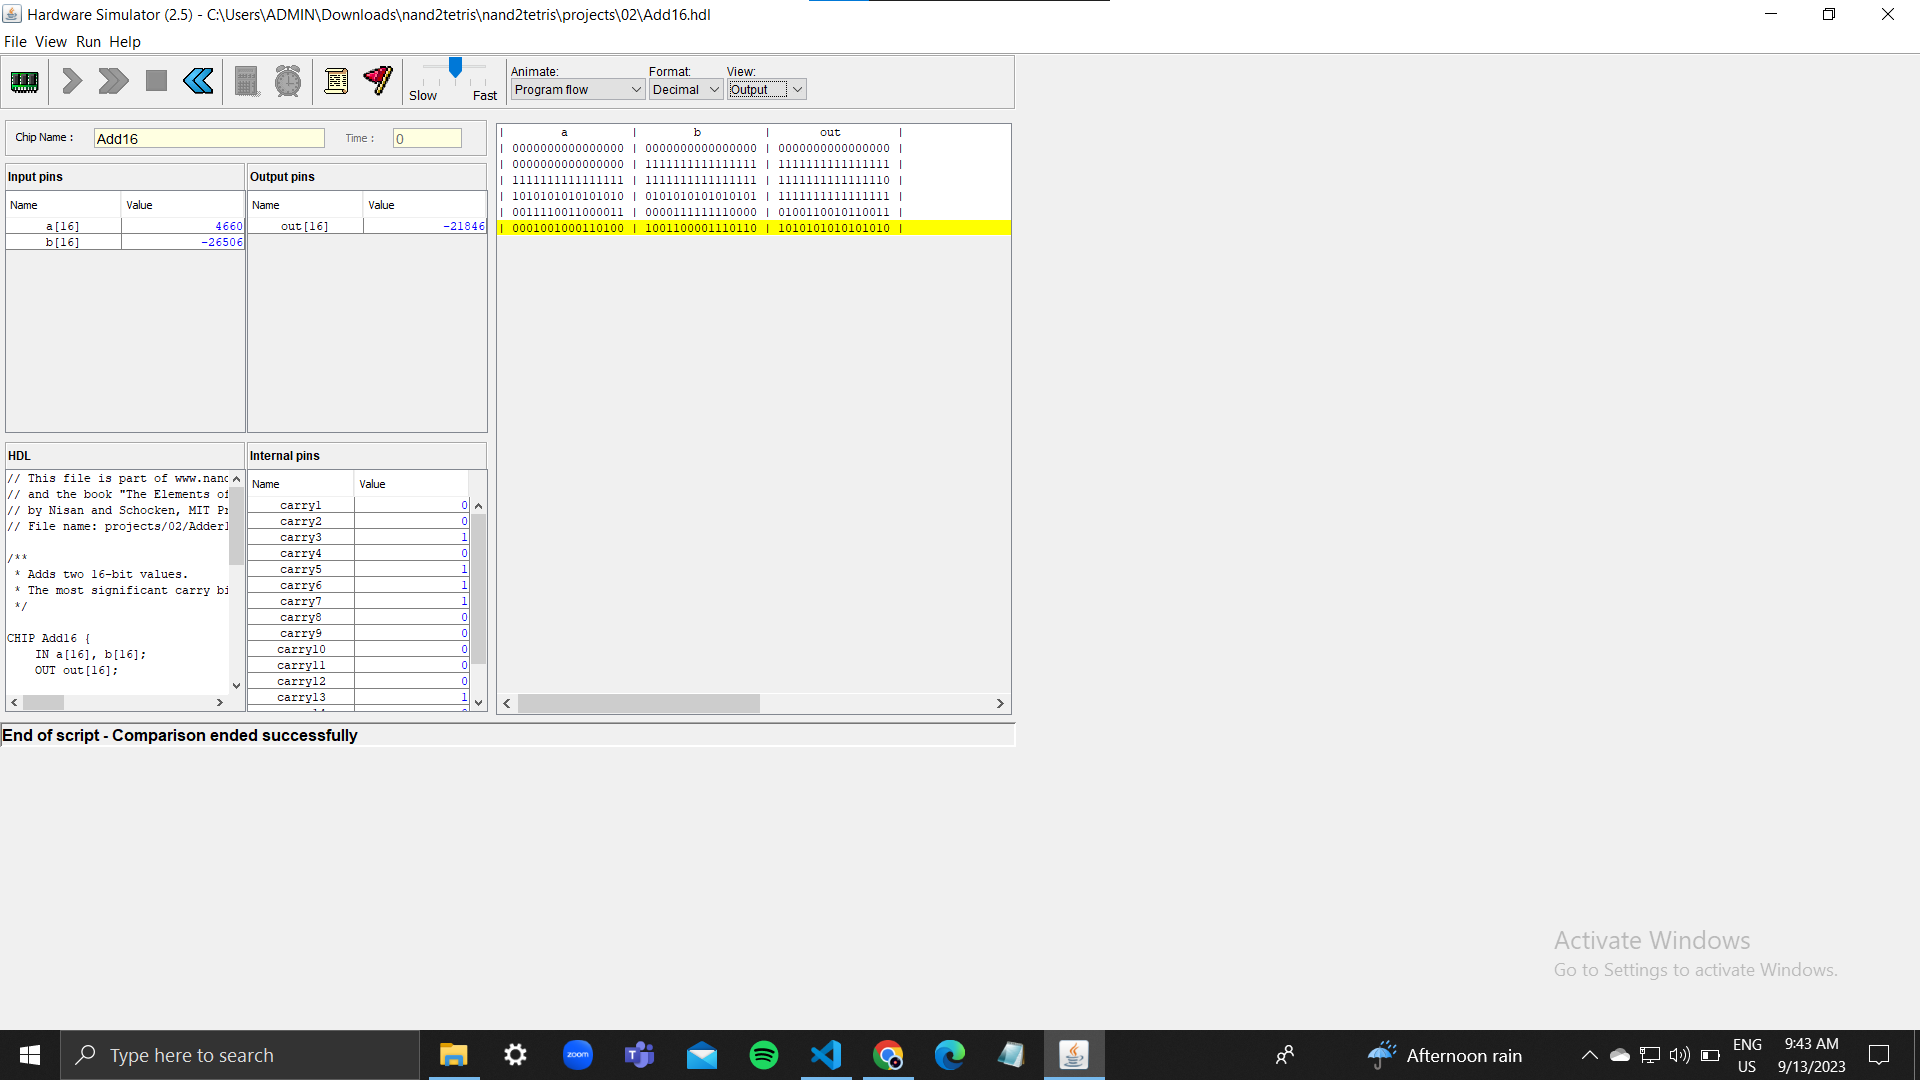 Hardware Simulator (2.5) - C:\Users\ADMIN\Downloads\nand2tetris\nand2tetris\projects\02\Add16.hdl
File View Run Help
Slow Fast
Animate: Format: View:
Program flow Decimal Output
Chip Name : Add16 Time : 0
Input pins
Name Value
a[16] 4660
b[16] -26506
Output pins
Name Value
out[16] -21846
HDL
// This file is part of www.nand
// and the book "The Elements of
// by Nisan and Schocken, MIT Pr
// File name: projects/02/Adder1
/**
* Adds two 16-bit values.
* The most significant carry bi
*/
CHIP Add16 {
IN a[16], b[16];
OUT out[16];
Internal pins
Name Value
carry1 0
carry2 0
carry3 1
carry4 0
carry5 1
carry6 1
carry7 1
carry8 0
carry9 0
carry10 0
carry11 0
carry12 0
carry13 1
| a | b | out |
| 0000000000000000 | 0000000000000000 | 0000000000000000 |
| 0000000000000000 | 1111111111111111 | 1111111111111111 |
| 1111111111111111 | 1111111111111111 | 1111111111111110 |
| 1010101010101010 | 0101010101010101 | 1111111111111111 |
| 0011110011000011 | 0000111111110000 | 0100110010110011 |
| 0001001000110100 | 1001100001110110 | 1010101010101010 |
End of script - Comparison ended successfully
Activate Windows
Go to Settings to activate Windows.
Type here to search
zoom
Afternoon rain
ENG
US
9:43 AM
9/13/2023